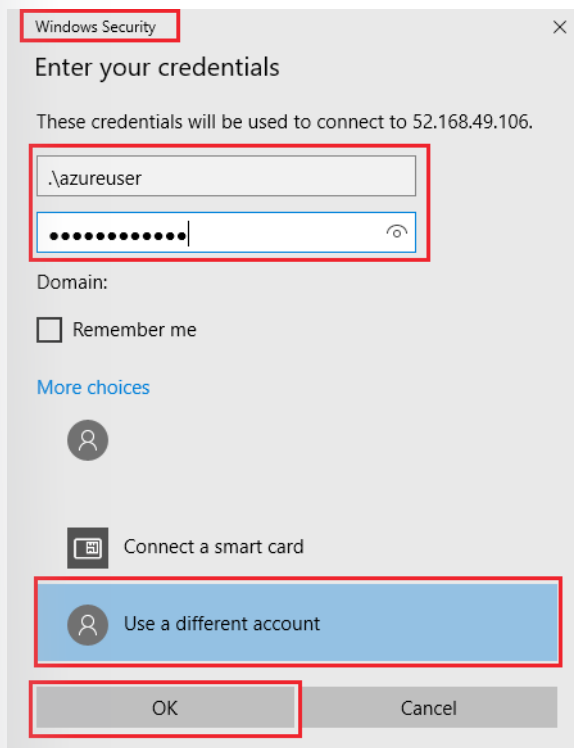 Windows Security
Enter your credentials
These credentials will be used to connect to 52.168.49.106.
.\azureuser
••••••••••••
Domain:
Remember me
More choices
Connect a smart card
Use a different account
OK
Cancel